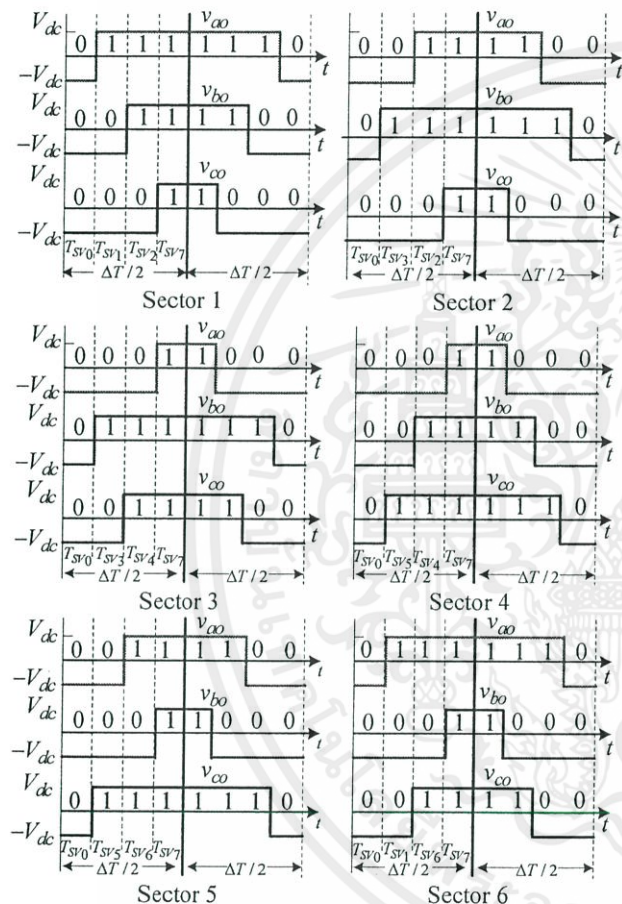 V_dc v_ao
0 1 1 1 1 1 1 0
t
−V_dc
V_dc v_bo
0 0 1 1 1 1 0 0
t
−V_dc
V_dc v_co
0 0 0 1 1 0 0 0
t
−V_dc
T_SV0 T_SV1 T_SV2 T_SV7
ΔT / 2 ΔT / 2
Sector 1
v_ao
0 0 1 1 1 1 0 0
t
v_bo
0 1 1 1 1 1 1 0
t
v_co
0 0 0 1 1 0 0 0
t
T_SV0 T_SV3 T_SV2 T_SV7
ΔT / 2 ΔT / 2
Sector 2
V_dc v_ao
0 0 0 1 1 0 0 0
t
−V_dc
V_dc v_bo
0 1 1 1 1 1 1 0
t
−V_dc
V_dc v_co
0 0 1 1 1 1 0 0
t
−V_dc
T_SV0 T_SV3 T_SV4 T_SV7
ΔT / 2 ΔT / 2
Sector 3
v_ao
0 0 0 1 1 0 0 0
t
v_bo
0 0 1 1 1 1 0 0
t
v_co
0 1 1 1 1 1 1 0
t
T_SV0 T_SV5 T_SV4 T_SV7
ΔT / 2 ΔT / 2
Sector 4
V_dc v_ao
0 0 1 1 1 1 0 0
t
−V_dc
V_dc v_bo
0 0 0 1 1 0 0 0
t
−V_dc
V_dc v_co
0 1 1 1 1 1 1 0
t
−V_dc
T_SV0 T_SV5 T_SV6 T_SV7
ΔT / 2 ΔT / 2
Sector 5
v_ao
0 1 1 1 1 1 1 0
t
v_bo
0 0 0 1 1 0 0 0
t
v_co
0 0 1 1 1 1 0 0
t
T_SV0 T_SV1 T_SV6 T_SV7
ΔT / 2 ΔT / 2
Sector 6